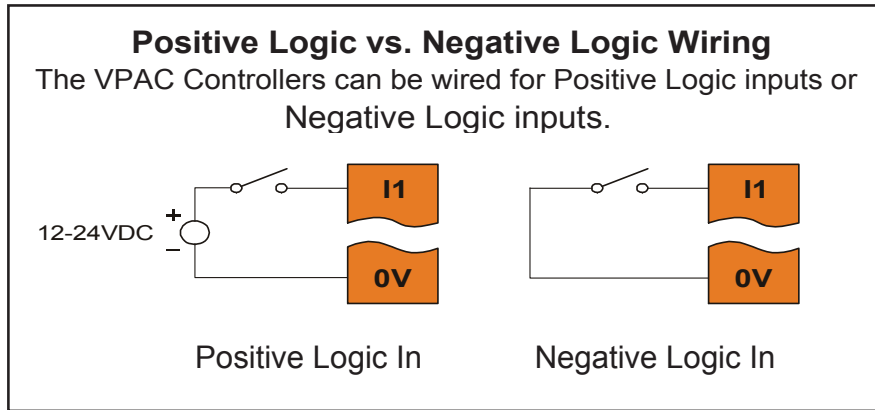 Positive Logic vs. Negative Logic Wiring
The VPAC Controllers can be wired for Positive Logic inputs or
Negative Logic inputs.
I1
I1
+
12-24VDC
–
0V
0V
Positive Logic In
Negative Logic In